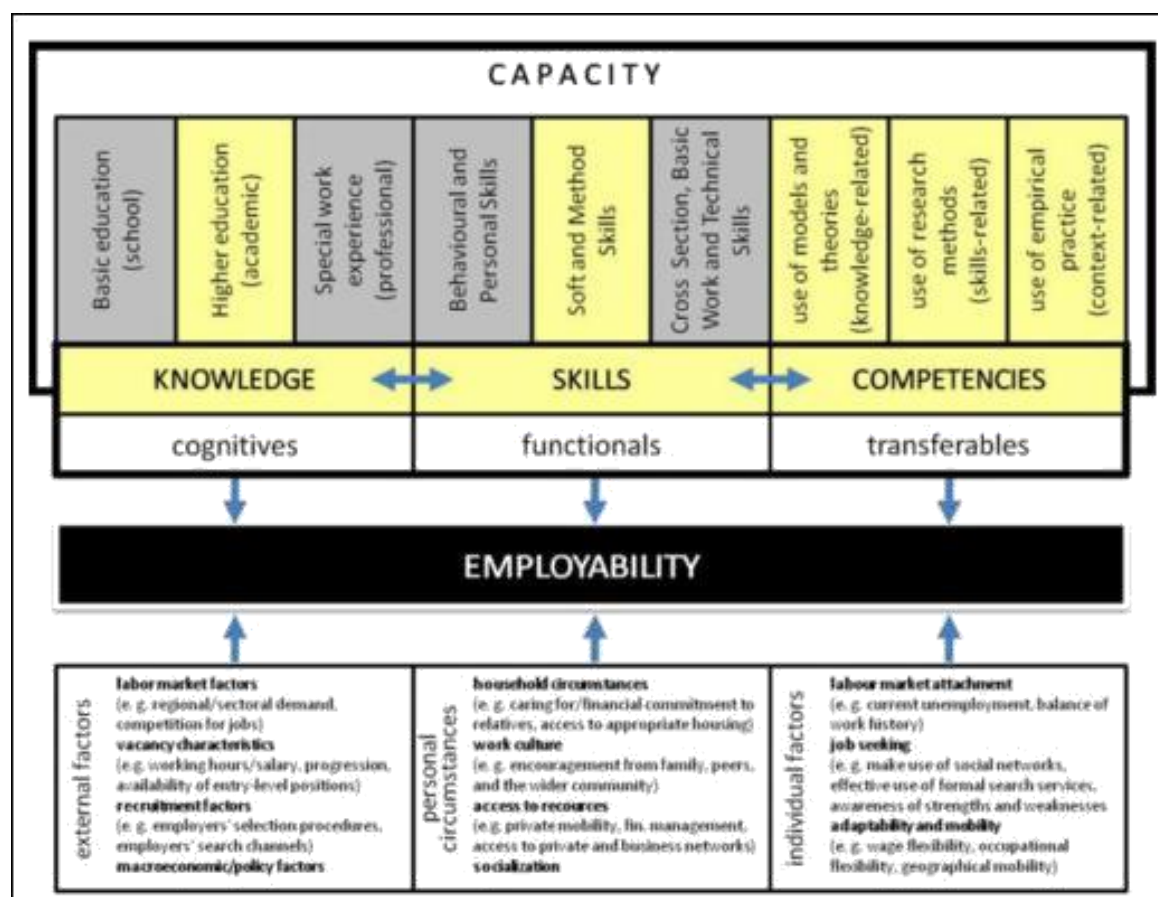 CAPACITY
Basic education
(school)
Higher education
(academic)
Special work
experience
(professional)
Behavioural and
Personal Skills
Soft and Method
Skills
Cross Section, Basic
Work and Technical
Skills
use of models and
theories
(knowledge-related)
use of research
methods
(skills-related)
use of empirical
practice
(context-related)
KNOWLEDGE
SKILLS
COMPETENCIES
cognitives
functionals
transferables
EMPLOYABILITY
external factors
labor market factors
(e. g. regional/sectoral demand,
competition for jobs)
vacancy characteristics
(e.g. working hours/salary, progression,
availability of entry-level positions)
recruitment factors
(e. g. employers' selection procedures,
employers' search channels)
macroeconomic/policy factors
personal
circumstances
household circumstances
(e. g. caring for/financial commitment to
relatives, access to appropriate housing)
work culture
(e. g. encouragement from family, peers,
and the wider community)
access to recources
(e.g. private mobility, fin. management,
access to private and business networks)
socialization
individual factors
labour market attachment
(e. g. current unemployment, balance of
work history)
job seeking
(e. g. make use of social networks,
effective use of formal search services,
awareness of strengths and weaknesses
adaptability and mobility
(e. g. wage flexibility, occupational
flexibility, geographical mobility)